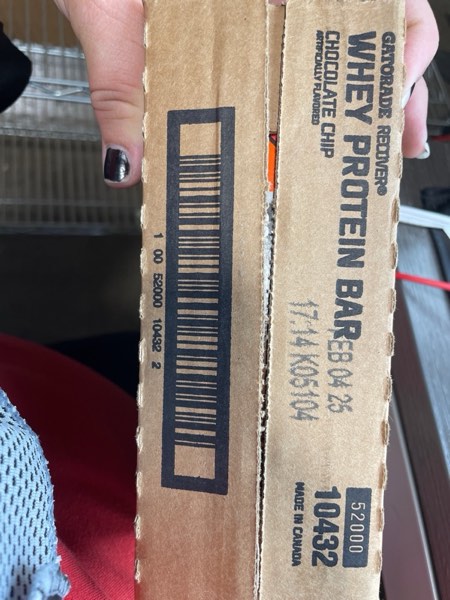 GATORADE RECOVER®
WHEY PROTEIN BAR
CHOCOLATE CHIP
ARTIFICIALLY FLAVORED
EB 04 25
17:14 K05104
52000
10432
MADE IN CANADA
1 00 52000 10432 2